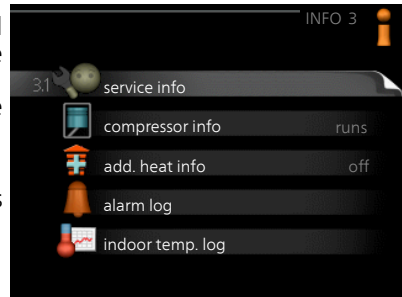 INFO 3
3.1 service info
compressor info runs
add. heat info off
alarm log
indoor temp. log